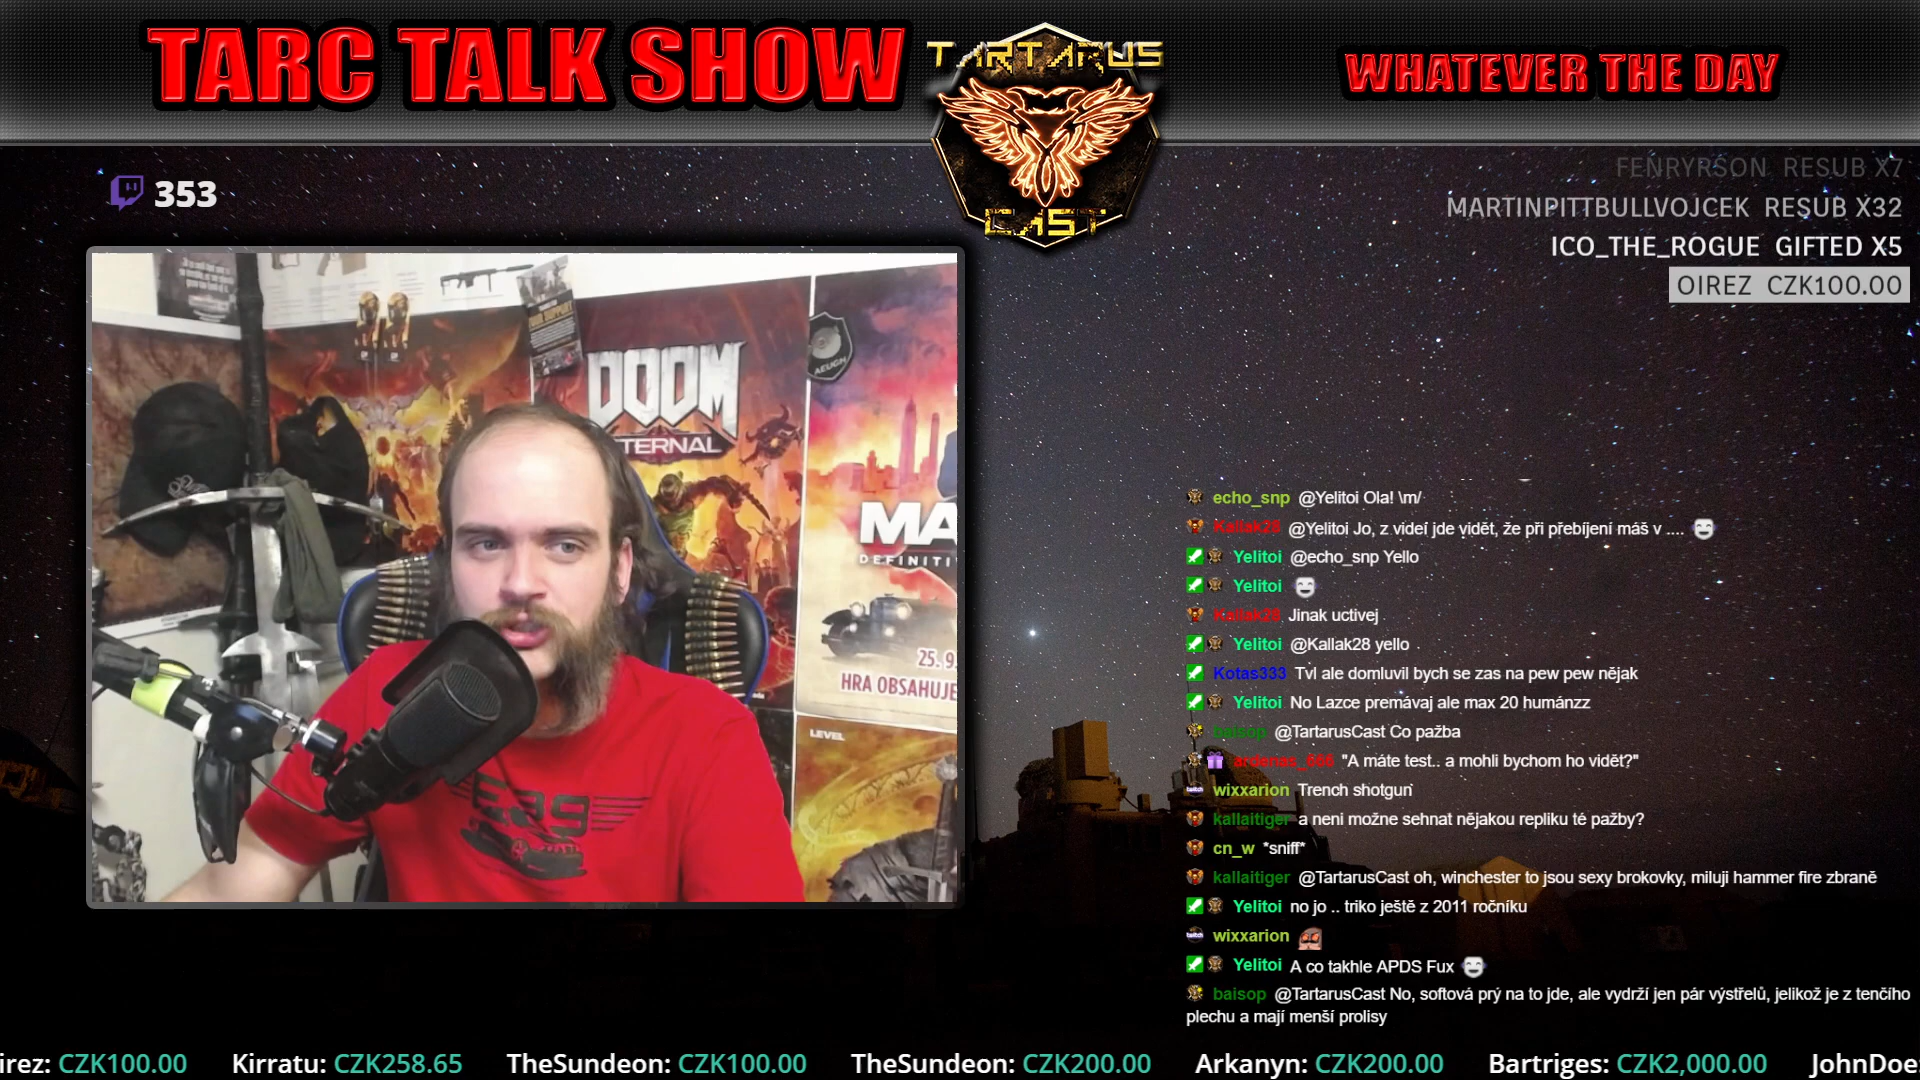 TARC TALK SHOW
TARTARUS
CAST
WHATEVER THE DAY
353
FENRYRSON RESUB X7
MARTINPITTBULLVOJCEK RESUB X32
ICO_THE_ROGUE GIFTED X5
OIREZ CZK100.00
DOOM
TERNAL
AEUGM
MA
DEFINITI
25. 9.
HRA OBSAHUJE
LEVEL
E39
echo_snp @Yelitoi Ola! \m/
Kallak28 @Yelitoi Jo, z videí jde vidět, že při přebíjení máš v ....
Yelitoi @echo_snp Yello
Yelitoi
Kallak28 Jinak uctivej
Yelitoi @Kallak28 yello
Kotas333 Tvl ale domluvil bych se zas na pew pew nějak
Yelitoi No Lazce premávaj ale max 20 humánzz
baisop @TartarusCast Co pažba
ardenas_666 "A máte test.. a mohli bychom ho vidět?"
wixxarion Trench shotgun
kallaitiger a neni možne sehnat nějakou repliku té pažby?
cn_w *sniff*
kallaitiger @TartarusCast oh, winchester to jsou sexy brokovky, miluji hammer fire zbraně
Yelitoi no jo .. triko ještě z 2011 ročníku
wixxarion
Yelitoi A co takhle APDS Fux
baisop @TartarusCast No, softová prý na to jde, ale vydrží jen pár výstřelů, jelikož je z tenčího
plechu a mají menší prolisy
irez: CZK100.00 Kirratu: CZK258.65 TheSundeon: CZK100.00 TheSundeon: CZK200.00 Arkanyn: CZK200.00 Bartriges: CZK2,000.00 JohnDoe